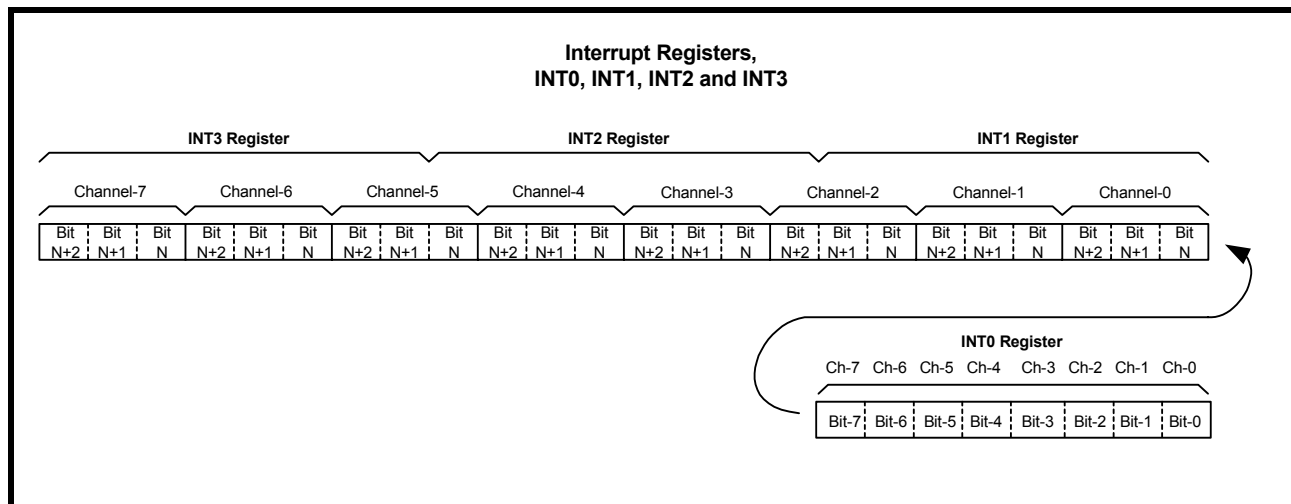 Interrupt Registers,
INT0, INT1, INT2 and INT3
INT3 Register INT2 Register INT1 Register
Channel-7 Channel-6 Channel-5 Channel-4 Channel-3 Channel-2 Channel-1 Channel-0
Bit Bit Bit Bit Bit Bit Bit Bit Bit Bit Bit Bit Bit Bit Bit Bit Bit Bit Bit Bit Bit Bit Bit Bit
N+2 N+1 N N+2 N+1 N N+2 N+1 N N+2 N+1 N N+2 N+1 N N+2 N+1 N N+2 N+1 N N+2 N+1 N
INT0 Register
Ch-7 Ch-6 Ch-5 Ch-4 Ch-3 Ch-2 Ch-1 Ch-0
Bit-7 Bit-6 Bit-5 Bit-4 Bit-3 Bit-2 Bit-1 Bit-0